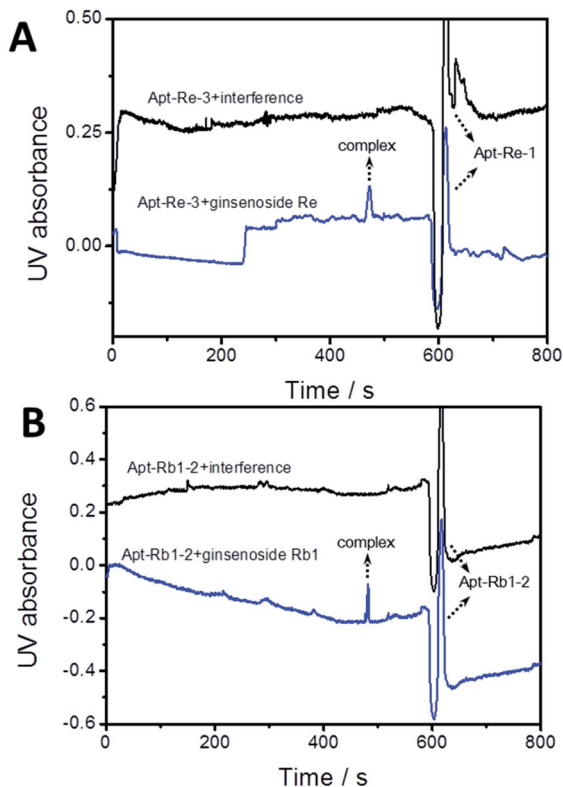 A
0.50
Apt-Re-3+interference
0.25
complex
Apt-Re-1
Apt-Re-3+ginsenoside Re
0.00
UV absorbance
0 200 400 600 800
Time / s
B
0.6
Apt-Rb1-2+interference
0.3
complex
0.0
Apt-Rb1-2+ginsenoside Rb1
Apt-Rb1-2
-0.2
-0.4
-0.6
UV absorbance
0 200 400 600 800
Time / s